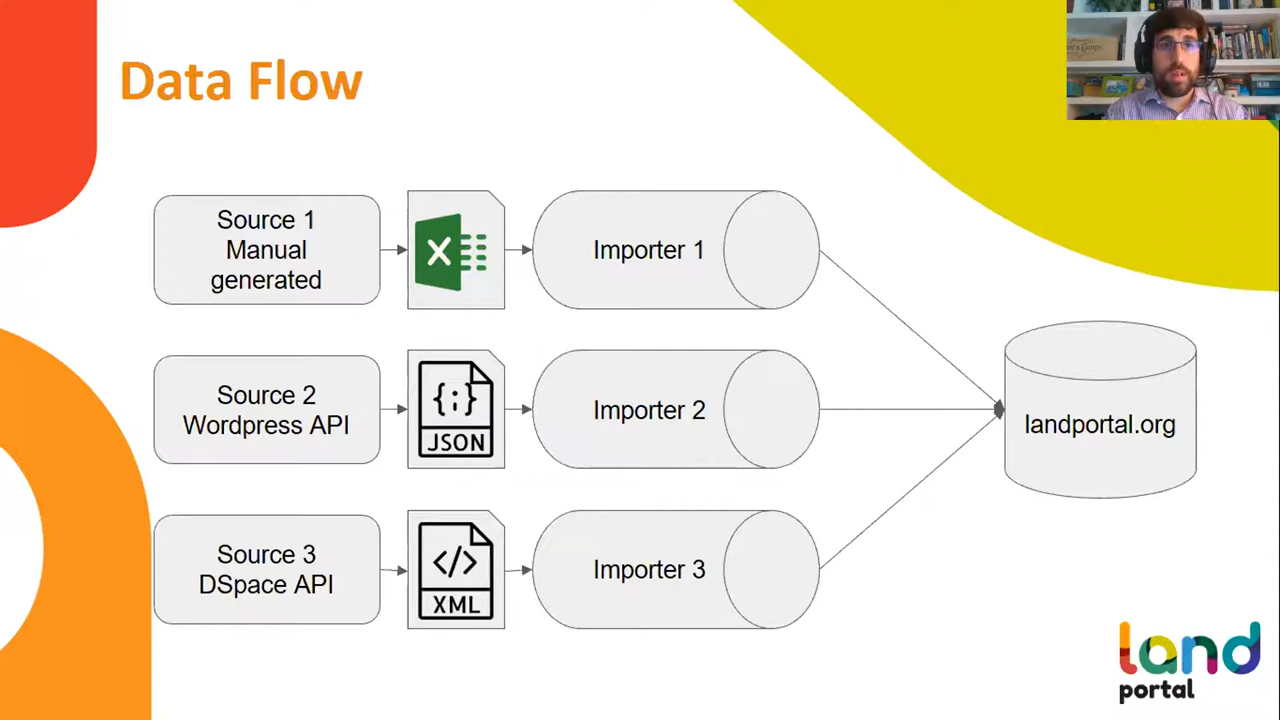 Data Flow
Source 1
Manual
generated
Importer 1
Source 2
Wordpress API
JSON
Importer 2
landportal.org
Source 3
DSpace API
XML
Importer 3
land
portal